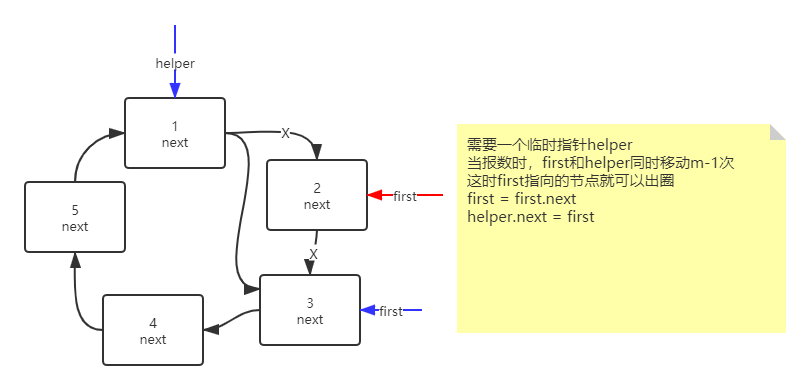 helper
1
next
X
2
next
first
X
5
next
3
next
first
4
next
需要一个临时指针helper
当报数时，first和helper同时移动m-1次
这时first指向的节点就可以出圈
first = first.next
helper.next = first